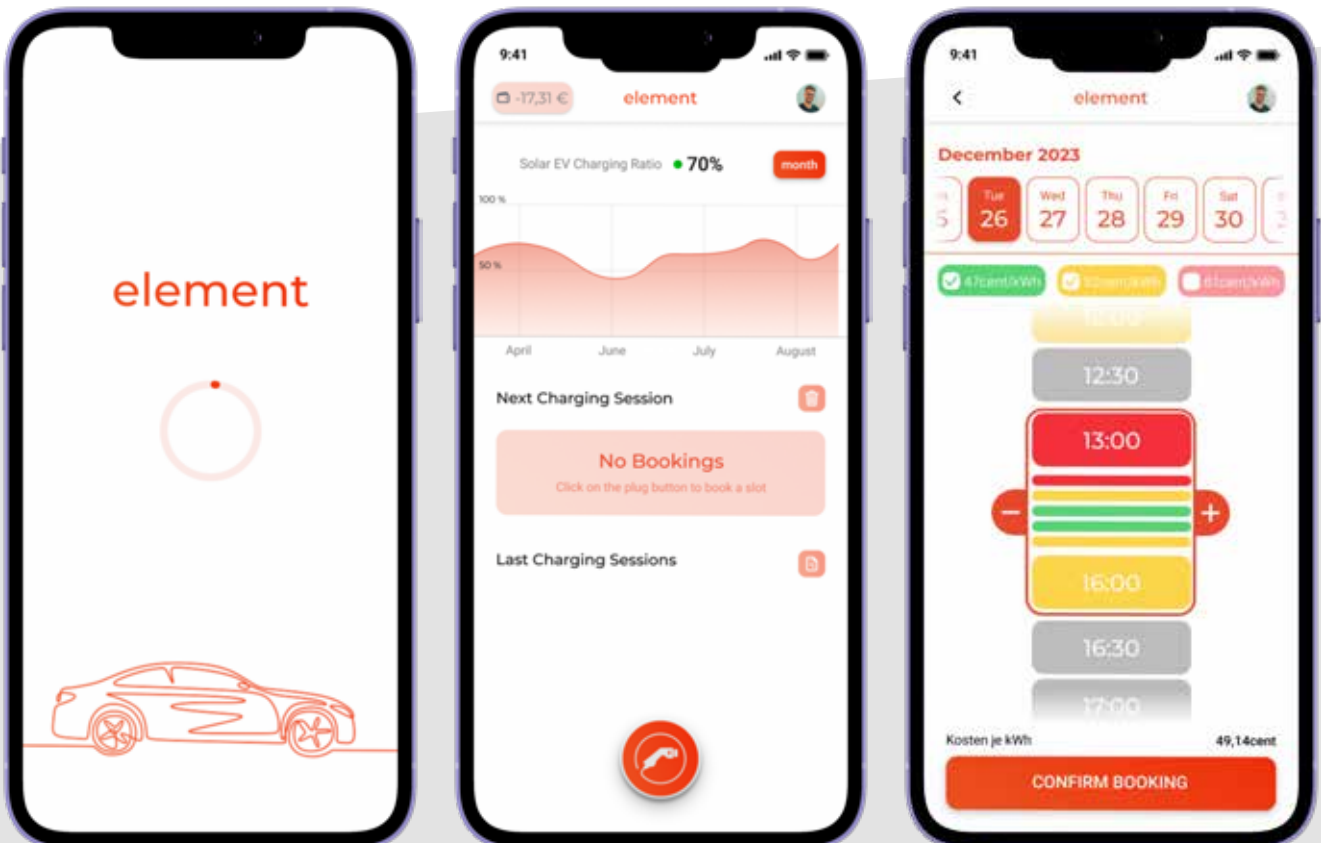 element
9:41
-17,31 €
element
Solar EV Charging Ratio 70%
month
100 %
50 %
April June July August
Next Charging Session
No Bookings
Click on the plug button to book a slot
Last Charging Sessions
9:41
element
December 2023
Tue Wed Thu Fri Sat
5 26 27 28 29 30
47cent/kWh
12:30
13:00
16:00
16:30
17:00
Kosten je kWh 49,14cent
CONFIRM BOOKING